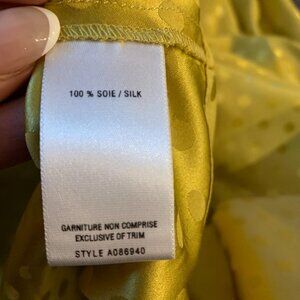 100 % SOIE / SILK
GARNITURE NON COMPRISE
EXCLUSIVE OF TRIM
STYLE A086940